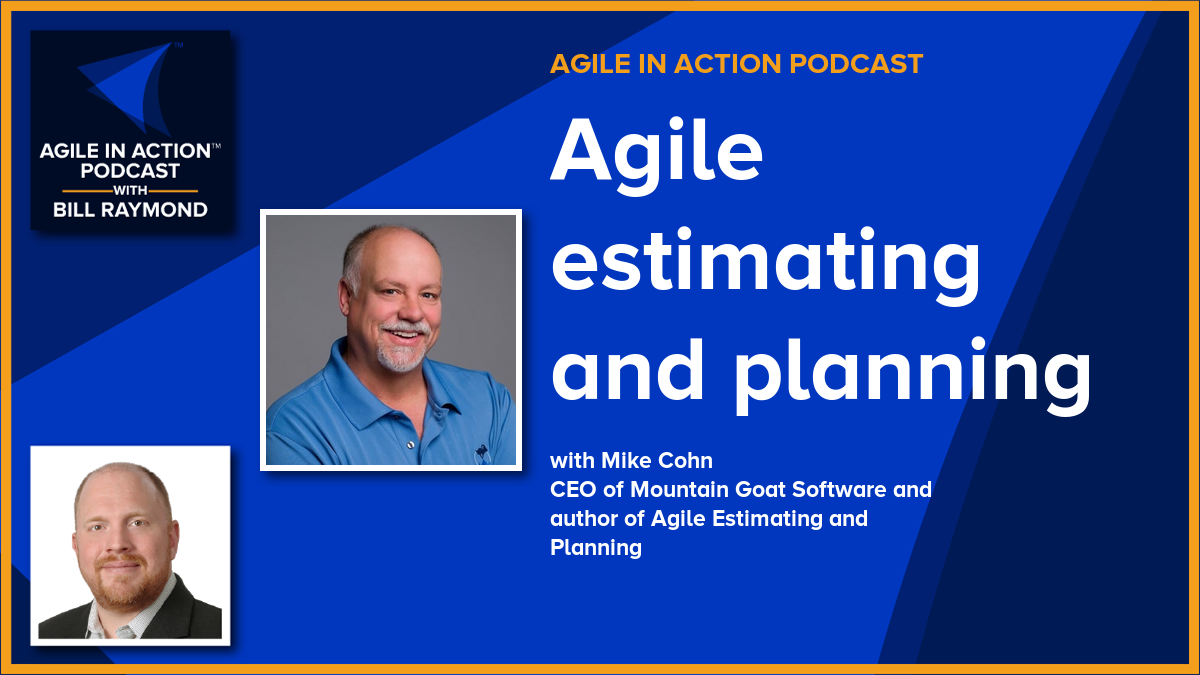 AGILE IN ACTION™
PODCAST
WITH
BILL RAYMOND
AGILE IN ACTION PODCAST
Agile
estimating
and planning
with Mike Cohn
CEO of Mountain Goat Software and
author of Agile Estimating and
Planning